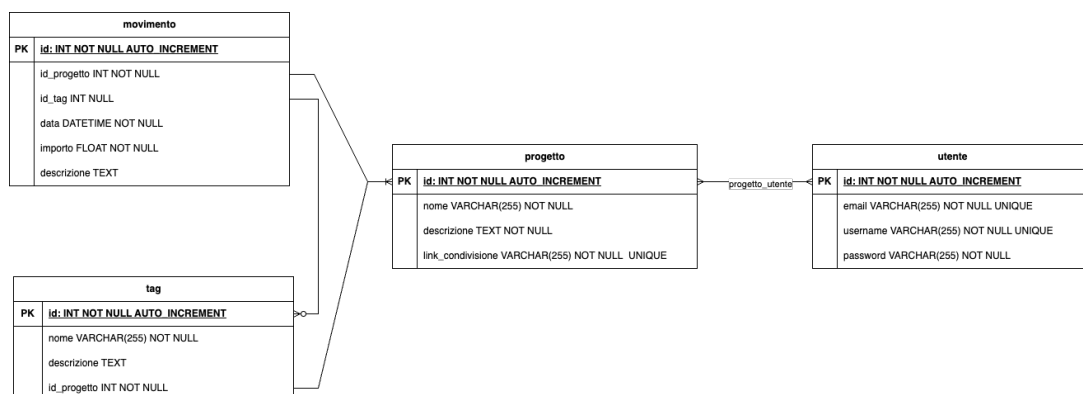 movimento
PK id: INT NOT NULL AUTO_INCREMENT
id_progetto INT NOT NULL
id_tag INT NULL
data DATETIME NOT NULL
importo FLOAT NOT NULL
descrizione TEXT
progetto
PK id: INT NOT NULL AUTO_INCREMENT
nome VARCHAR(255) NOT NULL
descrizione TEXT NOT NULL
link_condivisione VARCHAR(255) NOT NULL UNIQUE
progetto_utente
utente
PK id: INT NOT NULL AUTO_INCREMENT
email VARCHAR(255) NOT NULL UNIQUE
username VARCHAR(255) NOT NULL UNIQUE
password VARCHAR(255) NOT NULL
tag
PK id: INT NOT NULL AUTO_INCREMENT
nome VARCHAR(255) NOT NULL
descrizione TEXT
id_progetto INT NOT NULL